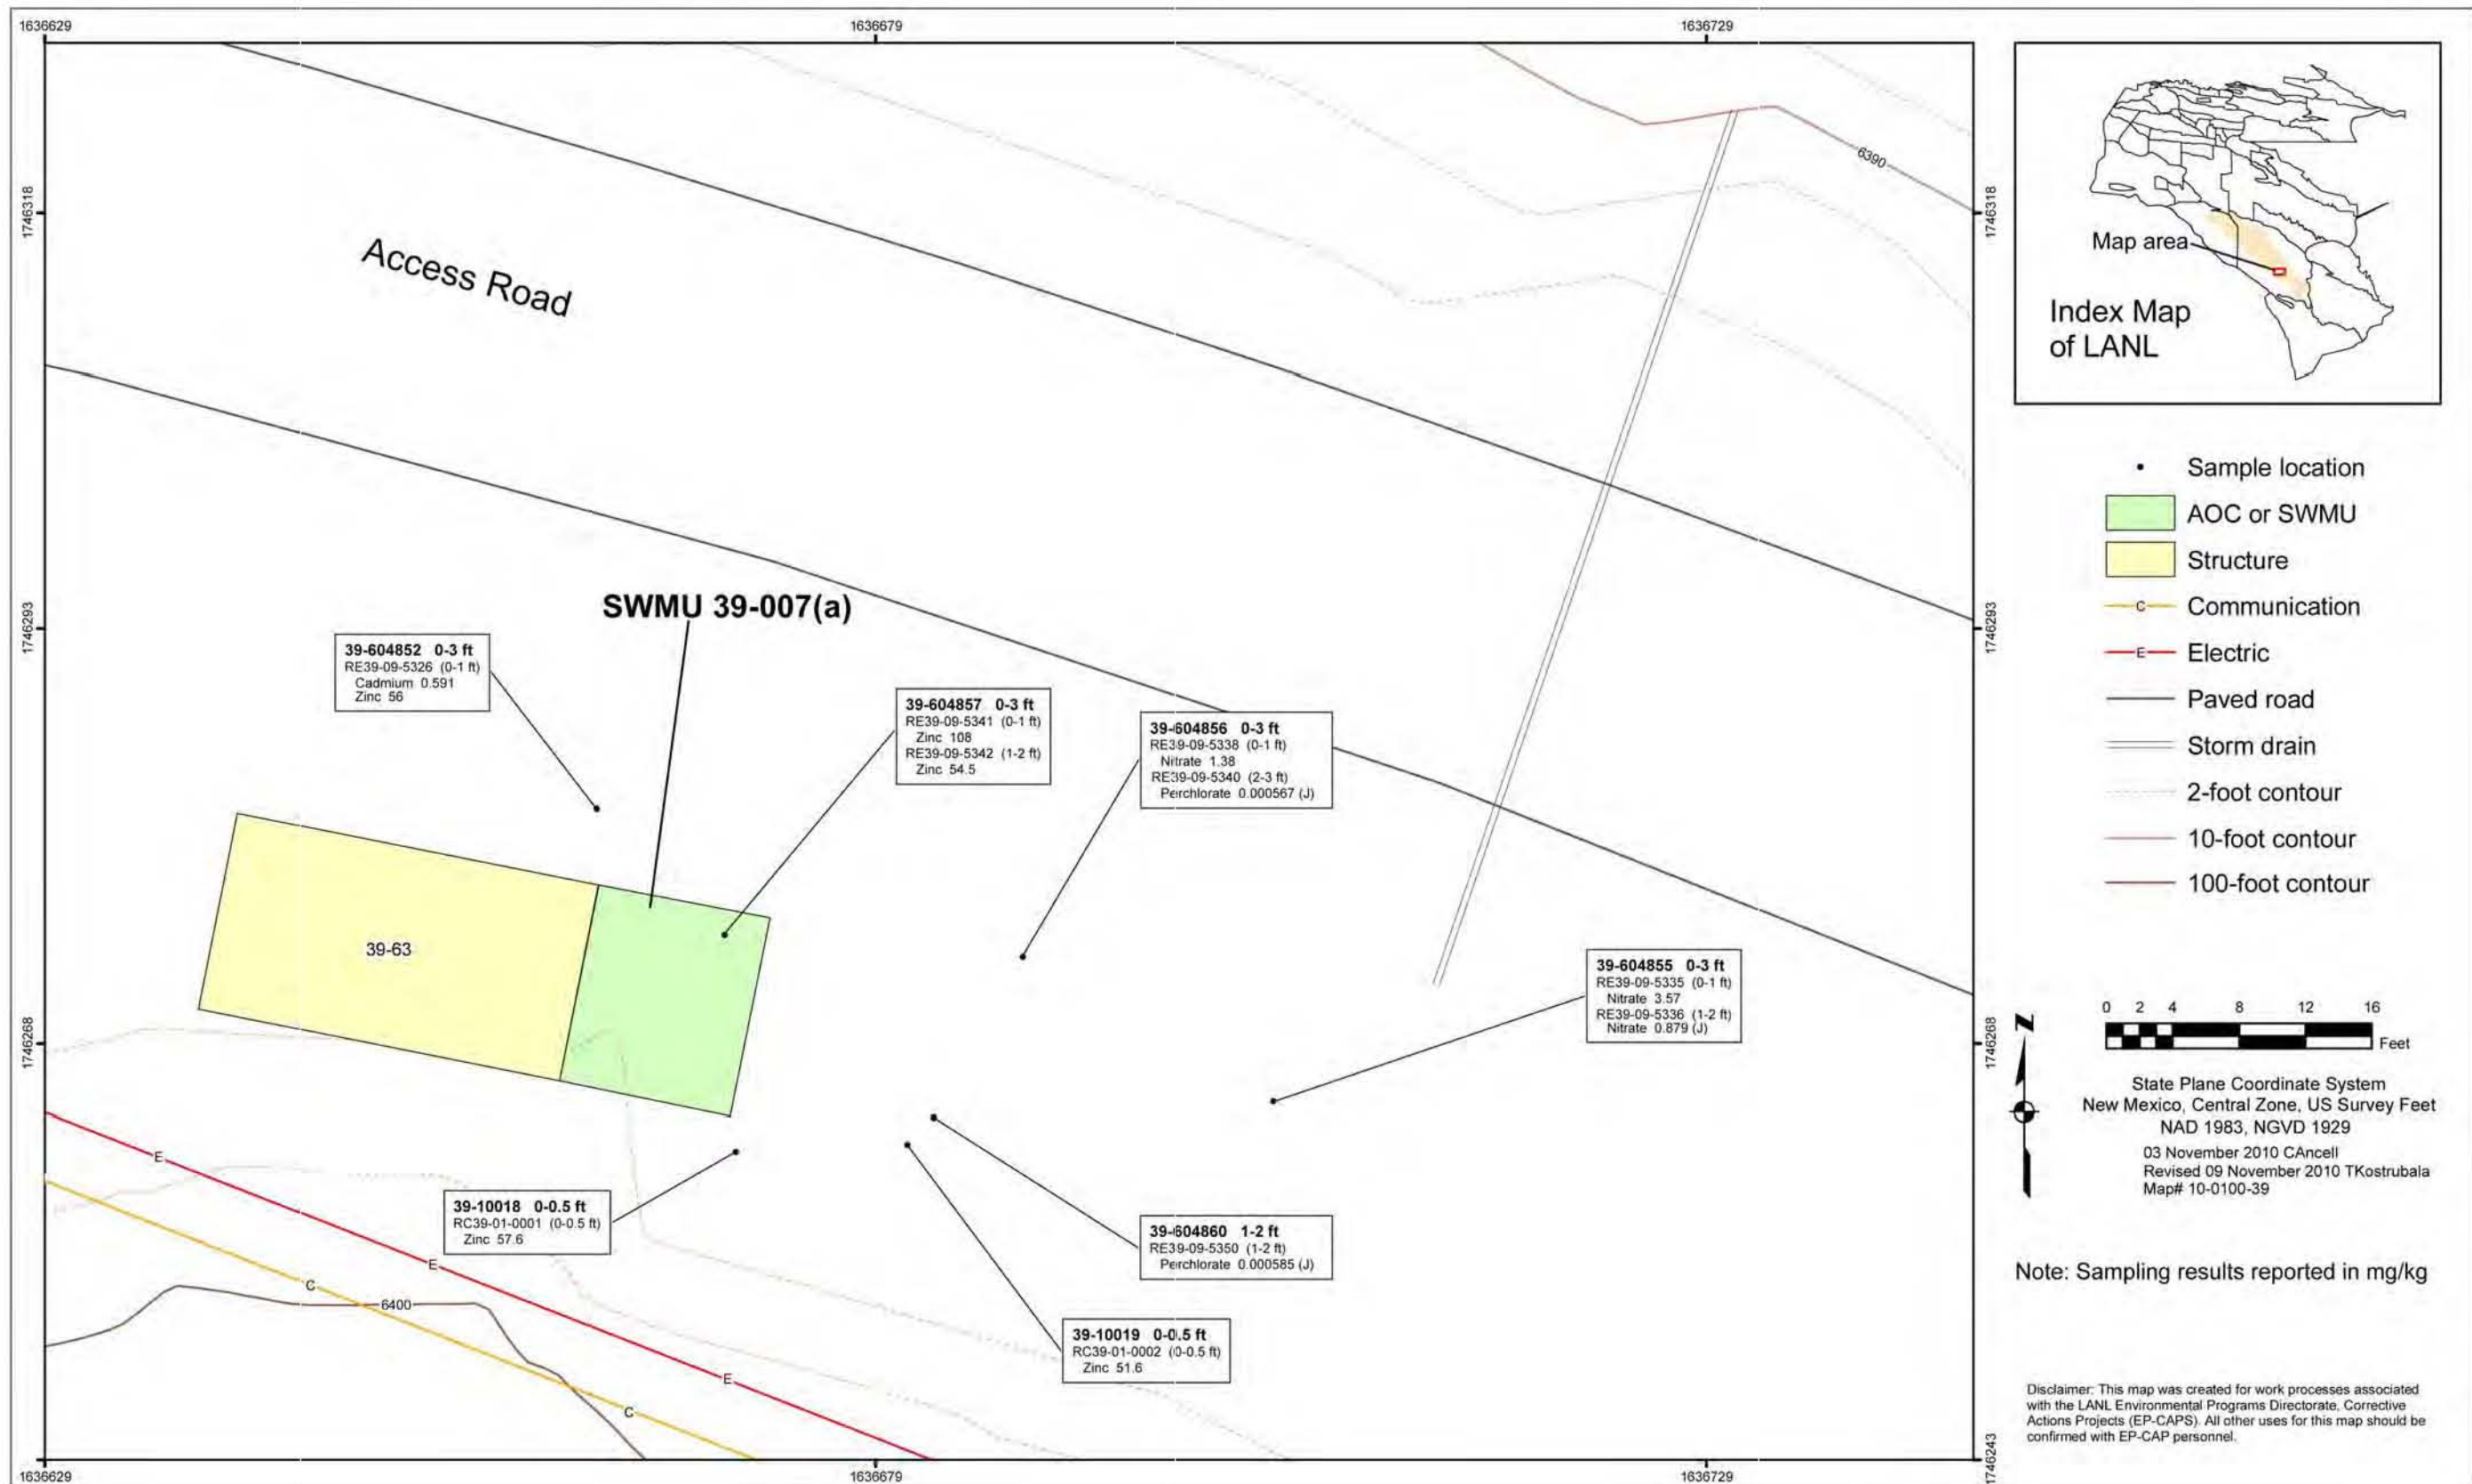 1636629
1636679
1636729
1746318
1746318
Access Road
6390
Map area
Index Map
of LANL
Sample location
AOC or SWMU
Structure
C
Communication
E
Electric
Paved road
Storm drain
2-foot contour
10-foot contour
100-foot contour
1746293
1746293
SWMU 39-007(a)
39-604852 0-3 ft
RE39-09-5326 (0-1 ft)
Cadmium 0.591
Zinc 56
39-604857 0-3 ft
RE39-09-5341 (0-1 ft)
Zinc 108
RE39-09-5342 (1-2 ft)
Zinc 54.5
39-604856 0-3 ft
RE39-09-5338 (0-1 ft)
Nitrate 1.38
RE39-09-5340 (2-3 ft)
Perchlorate 0.000567 (J)
39-63
39-604855 0-3 ft
RE39-09-5335 (0-1 ft)
Nitrate 3.57
RE39-09-5336 (1-2 ft)
Nitrate 0.879 (J)
1746268
1746268
0 2 4 8 12 16
Feet
N
State Plane Coordinate System
New Mexico, Central Zone, US Survey Feet
NAD 1983, NGVD 1929
03 November 2010 CAncell
Revised 09 November 2010 TKostrubala
Map# 10-0100-39
E
39-10018 0-0.5 ft
RC39-01-0001 (0-0.5 ft)
Zinc 57.6
39-604860 1-2 ft
RE39-09-5350 (1-2 ft)
Perchlorate 0.000585 (J)
E
C
6400
39-10019 0-0.5 ft
RC39-01-0002 (0-0.5 ft)
Zinc 51.6
E
C
Note: Sampling results reported in mg/kg
Disclaimer: This map was created for work processes associated
with the LANL Environmental Programs Directorate, Corrective
Actions Projects (EP-CAPS). All other uses for this map should be
confirmed with EP-CAP personnel.
1746243
1636629
1636679
1636729